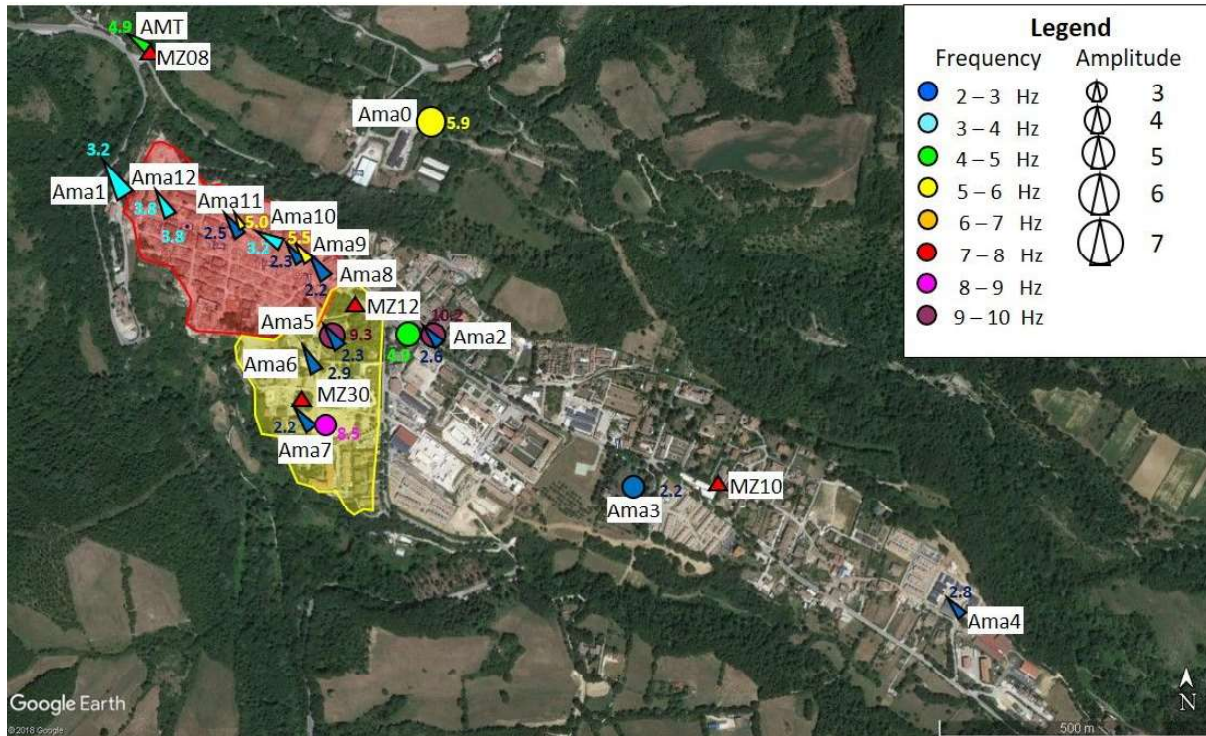 4.9 AMT
MZ08
Ama0
5.9
3.2
Ama1
Ama12
3.8
3.8
Ama11
2.5
5.0
Ama10
3.2
5.5
Ama9
2.3
Ama8
2.2
MZ12
Ama5
9.3
2.3
4.9
10.2
2.6
Ama2
Ama6
2.9
MZ30
2.2
8.5
Ama7
2.2
Ama3
MZ10
2.8
Ama4
Legend
Frequency Amplitude
2 – 3 Hz 3
3 – 4 Hz 4
4 – 5 Hz 5
5 – 6 Hz 6
6 – 7 Hz 7
7 – 8 Hz
8 – 9 Hz
9 – 10 Hz
N
500 m
Google Earth
© 2018 Google